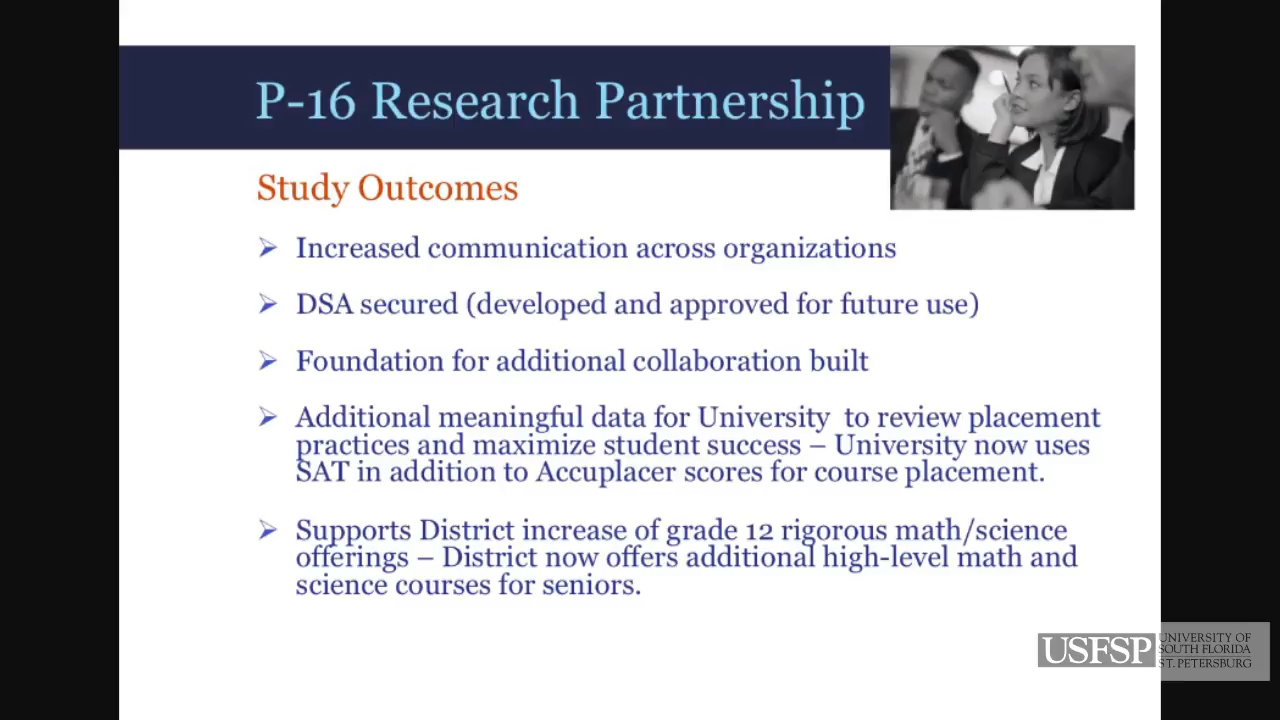 P-16 Research Partnership
Study Outcomes
Increased communication across organizations
DSA secured (developed and approved for future use)
Foundation for additional collaboration built
Additional meaningful data for University to review placement
practices and maximize student success – University now uses
SAT in addition to Accuplacer scores for course placement.
Supports District increase of grade 12 rigorous math/science
offerings – District now offers additional high-level math and
science courses for seniors.
USFSP
UNIVERSITY OF
SOUTH FLORIDA
ST. PETERSBURG